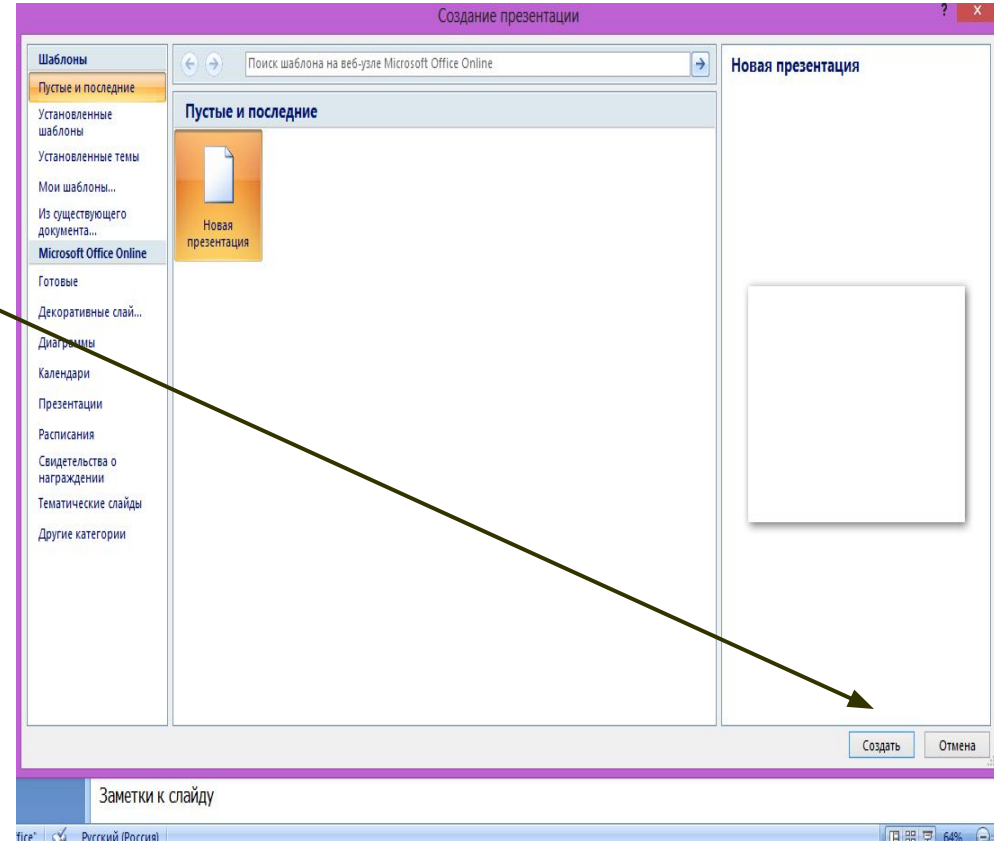 Создание презентации
? x
Шаблоны
Пустые и последние
Установленные
шаблоны
Установленные темы
Мои шаблоны...
Из существующего
документа...
Microsoft Office Online
Готовые
Декоративные слай...
Диаграммы
Календари
Презентации
Расписания
Свидетельства о
награждении
Тематические слайды
Другие категории
Поиск шаблона на веб-узле Microsoft Office Online
Пустые и последние
Новая
презентация
Новая презентация
Создать
Отмена
Заметки к слайду
fice" Русский (Россия) 64%